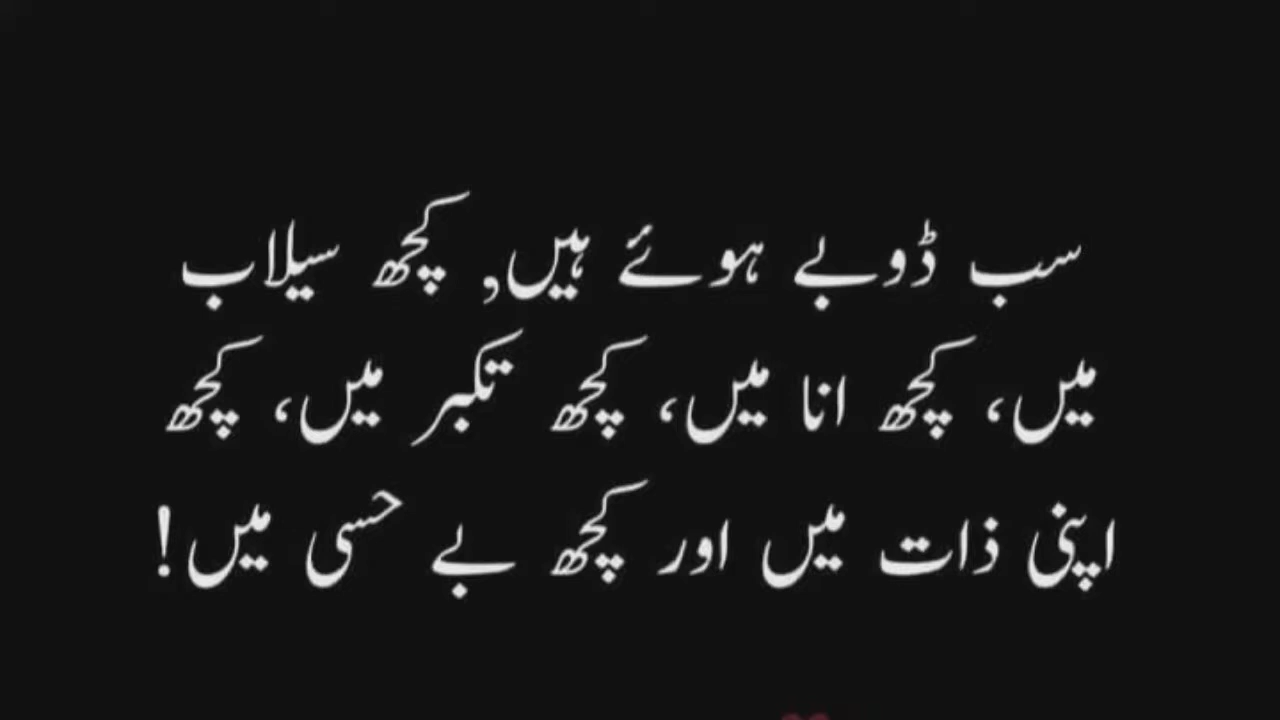 سب ڈوبے ہوئے ہیں, کچھ سیلاب
میں، کچھ انا میں، کچھ تکبر میں، کچھ
اپنی ذات میں اور کچھ بے حسی میں!